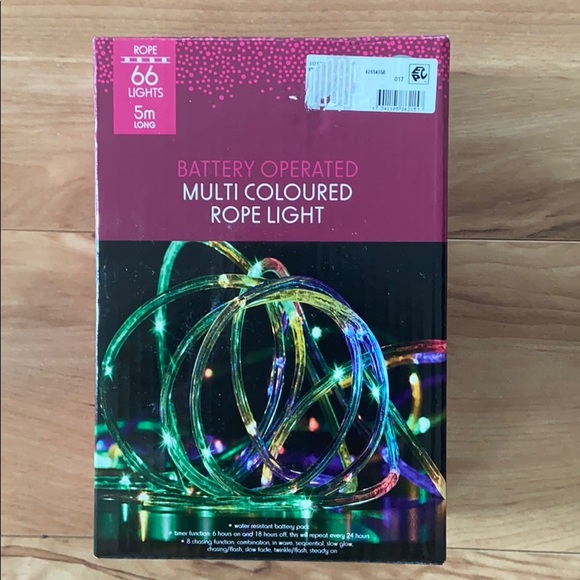 ROPE
66
LIGHTS
5m
LONG
017
BATTERY OPERATED
MULTI COLOURED
ROPE LIGHT
• water resistant battery pack
• timer function: 6 hours on and 18 hours off, this will repeat every 24 hours
• 8 chasing function: combination, in wave, sequential, slow glow,
chasing/flash, slow fade, twinkle/flash, steady on